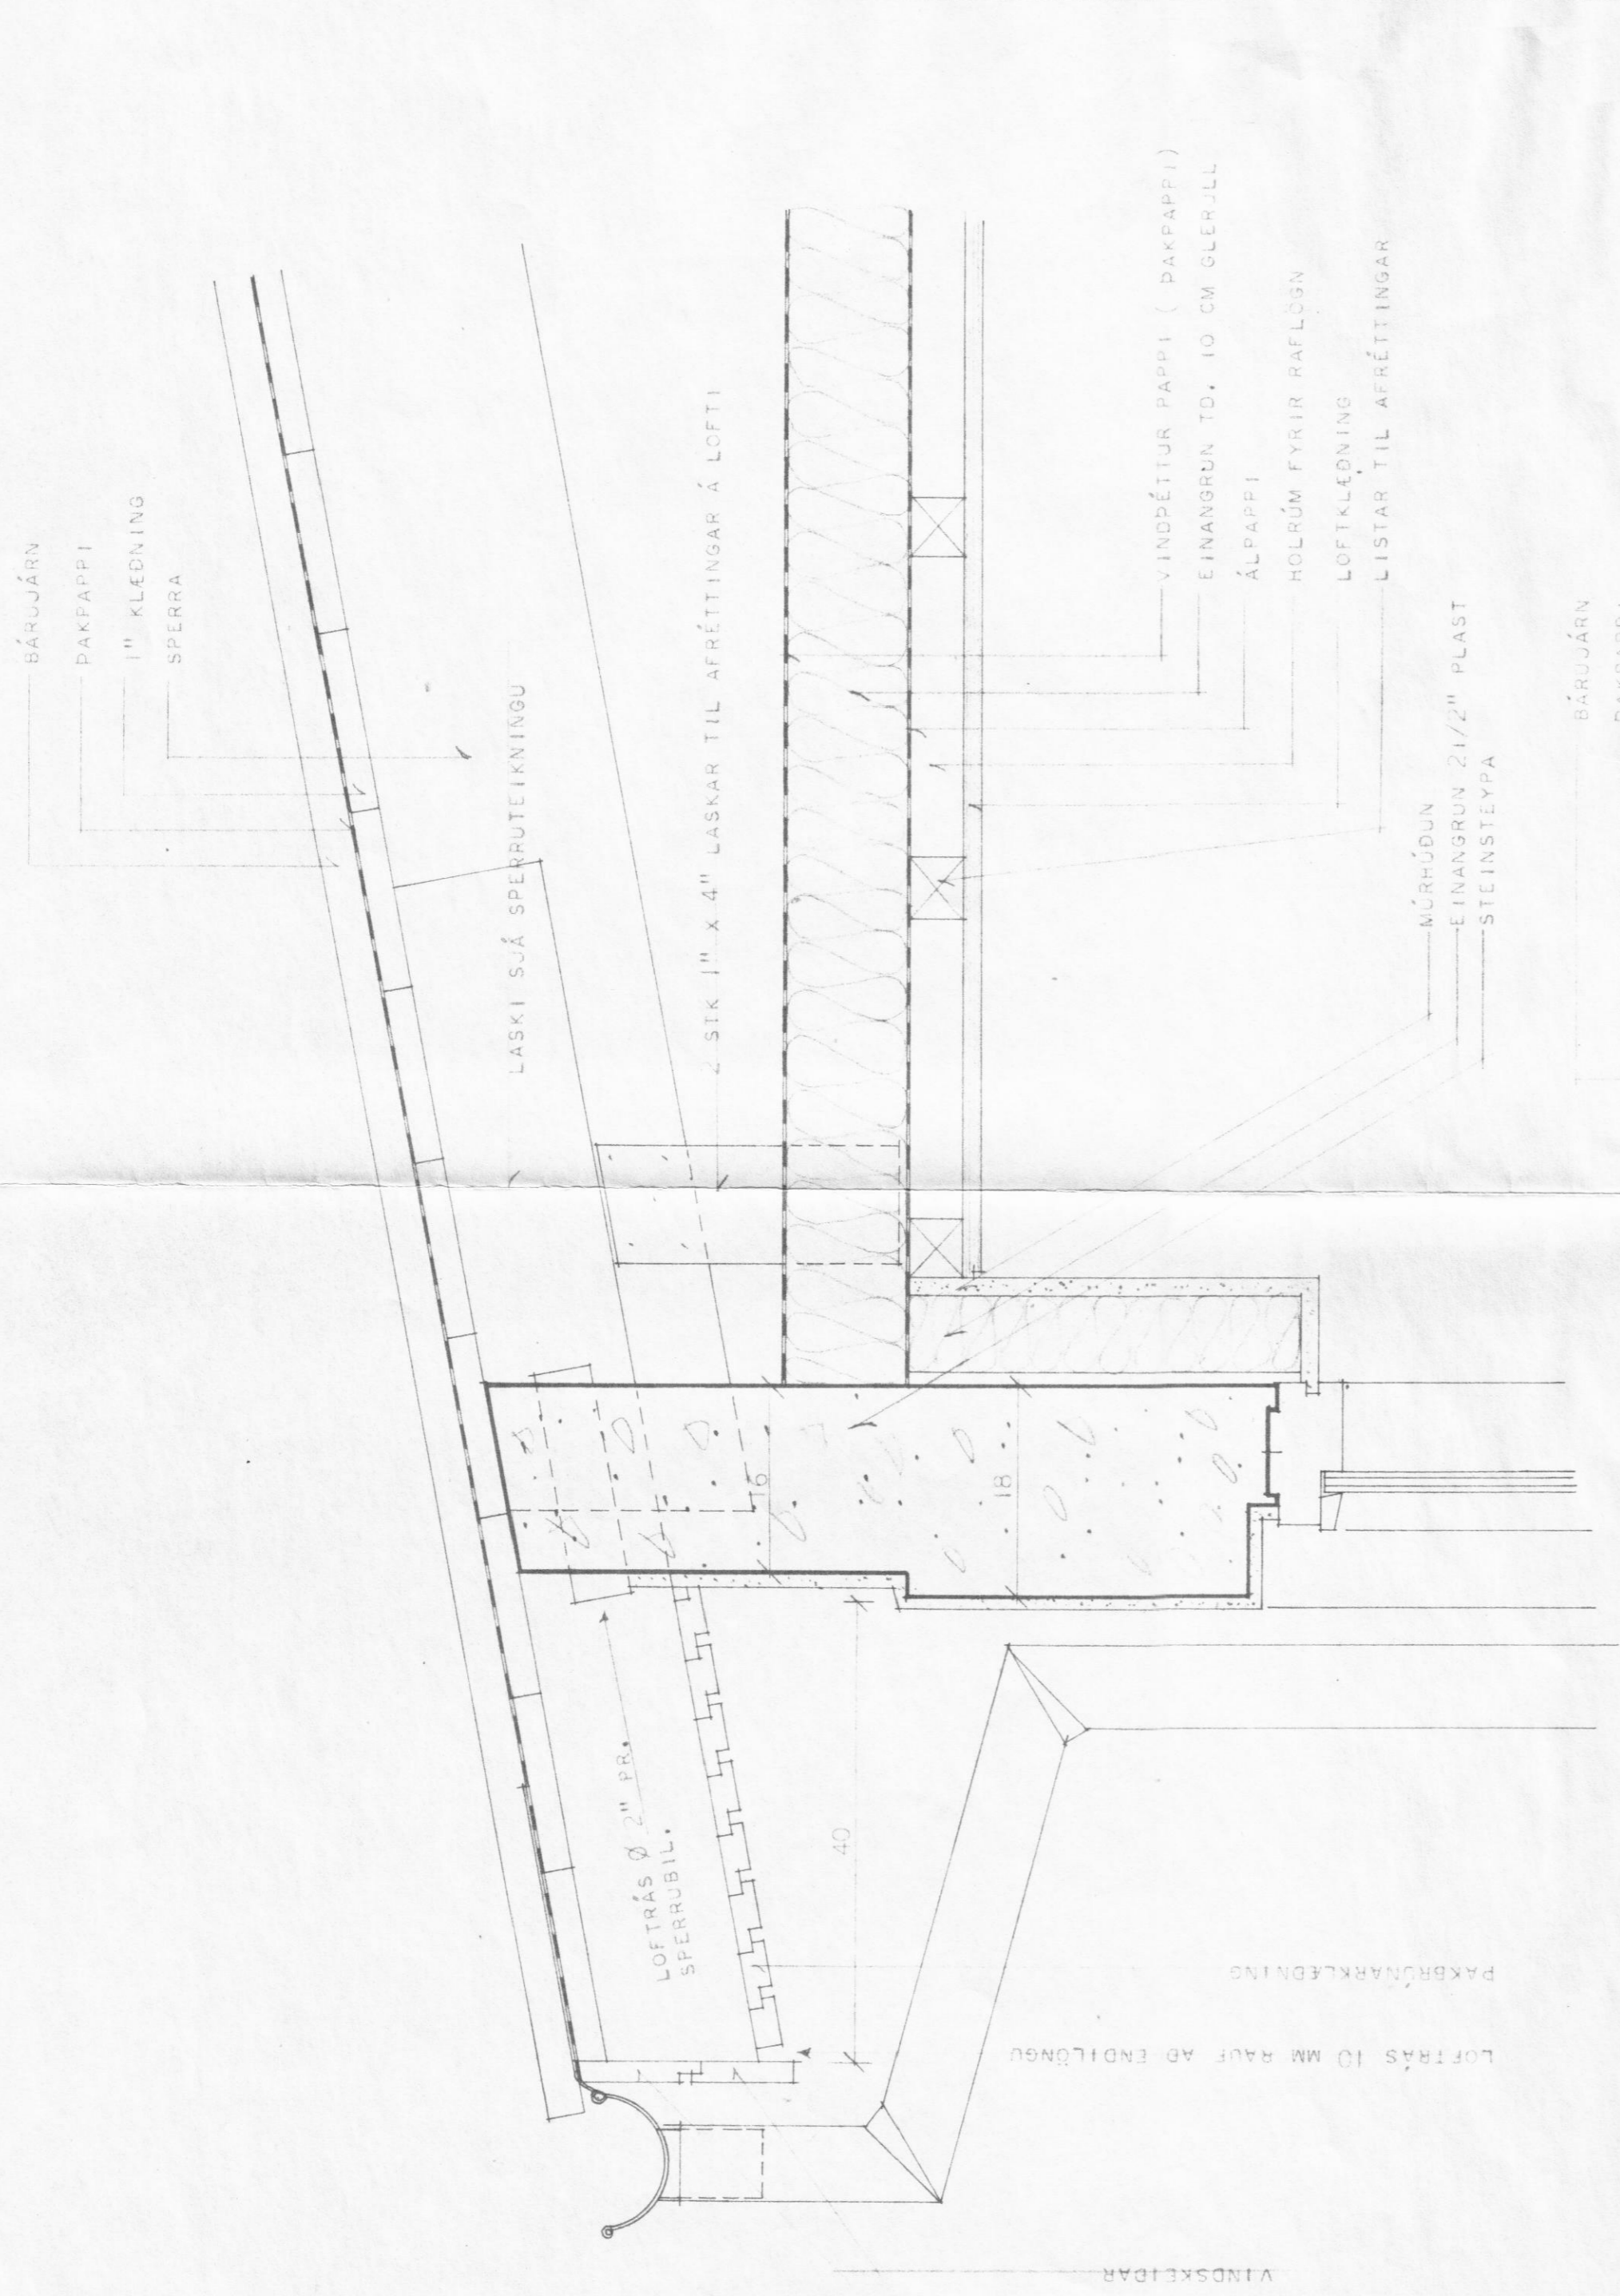 BÁRUJÁRN
ÞAKPAPPI
1" KLÆÐNING
SPERRA
LASKI SJÁ SPERRUTEIKNINGU
2 STK 1" X 4" LASKAR TIL AFRÉTTINGAR Á LOFTI
VINDÞÉTTUR PAPPI ( ÞAKPAPPI)
EINANGRUN TD. 10 CM GLERULL
ÁLPAPPI
HOLRÚM FYRIR RAFLÖGN
LOFTKLÆÐNING
LISTAR TIL AFRÉTTINGAR
MÚRHÚÐUN
EINANGRUN 2 1/2" PLAST
STEINSTEYPA
BÁRUJÁRN
16
18
LOFTRÁS Ø 2" PR.
SPERRUBIL.
40
ÞAKBRÚNARKLÆÐNING
LOFTRÁS 10 MM RAUF AÐ ENDILÖNGU
VINDSKEIÐAR